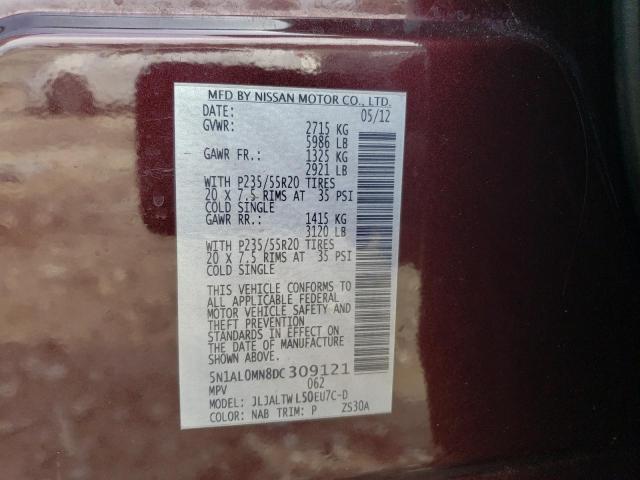 MFD BY NISSAN MOTOR CO., LTD.
DATE: 05/12
GVWR: 2715 KG
5986 LB
GAWR FR.: 1325 KG
2921 LB
WITH P235/55R20 TIRES
20 X 7.5 RIMS AT 35 PSI
COLD SINGLE
GAWR RR.: 1415 KG
3120 LB
WITH P235/55R20 TIRES
20 X 7.5 RIMS AT 35 PSI
COLD SINGLE
THIS VEHICLE CONFORMS TO
ALL APPLICABLE FEDERAL
MOTOR VEHICLE SAFETY AND
THEFT PREVENTION
STANDARDS IN EFFECT ON
THE DATE OF MANUFACTURE
SHOWN ABOVE.
5N1AL0MN8DC309121
MPV 062
MODEL: JLJALTWL50EU7C-D
COLOR: NAB TRIM: P ZS30A